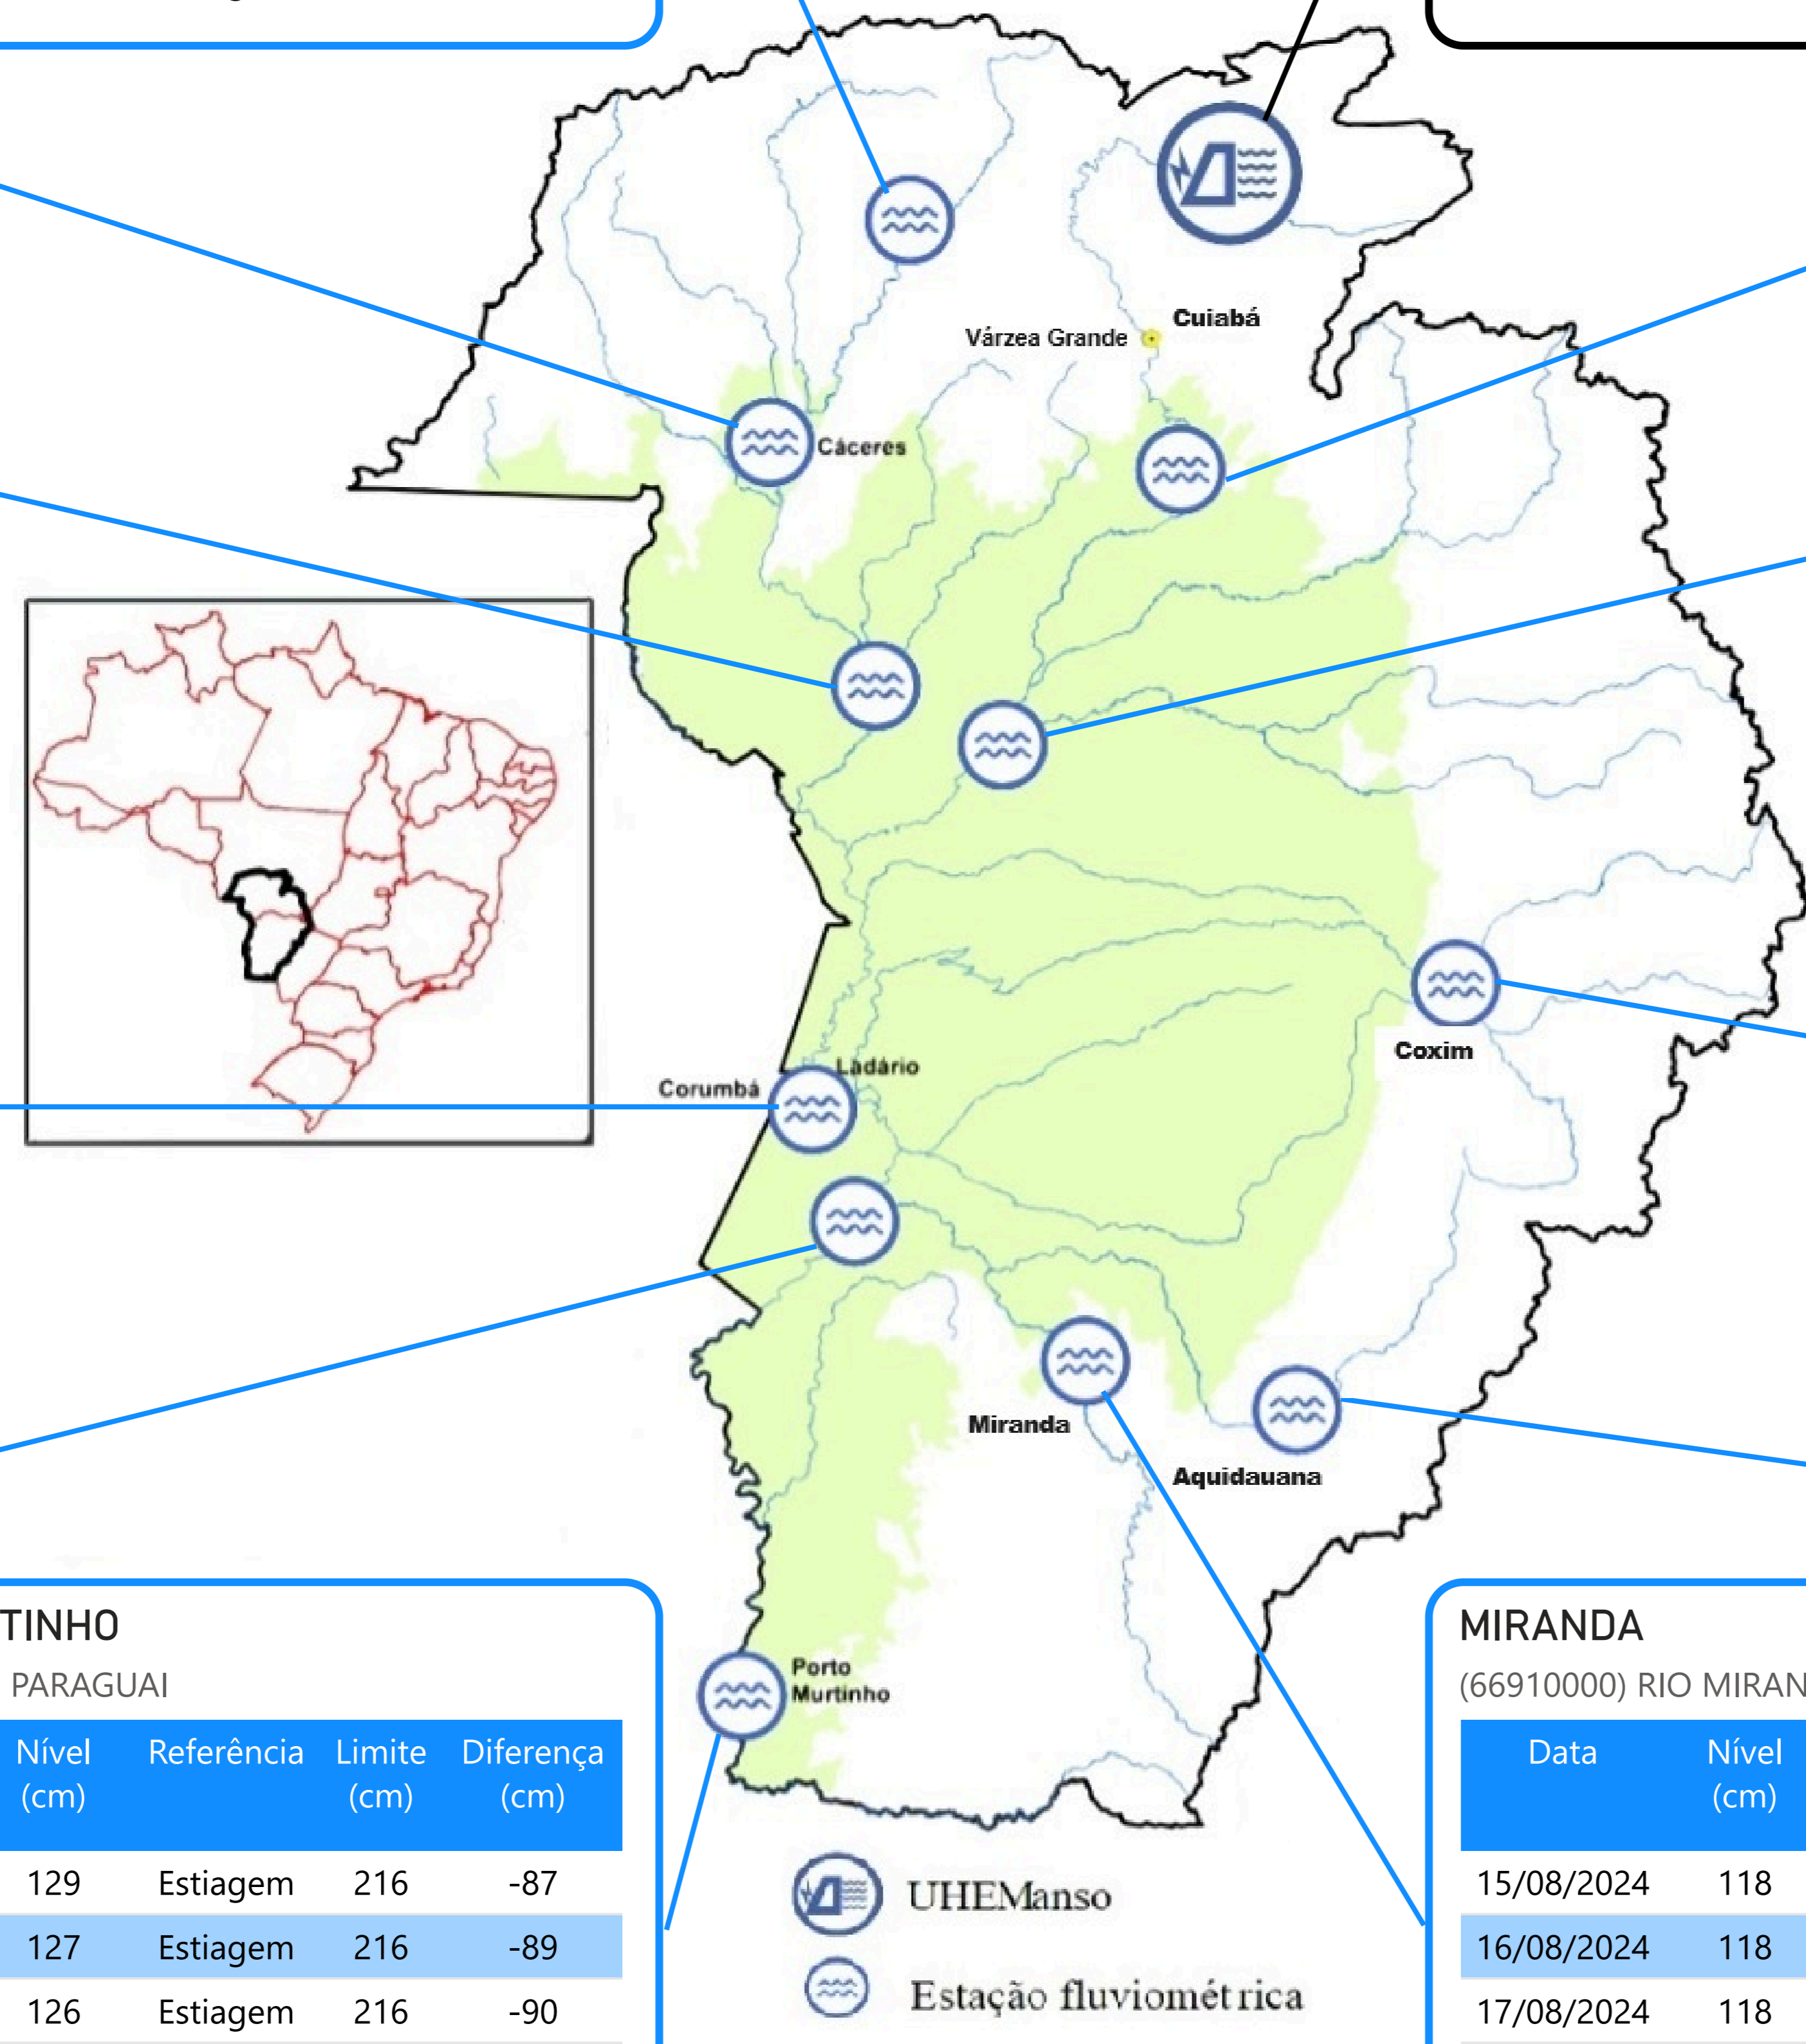 Cuiabá
Várzea Grande
Cáceres
Coxim
Ladário
Corumbá
Miranda
Aquidauana
Porto
Murtinho
TINHO
PARAGUAI
Nível Referência Limite Diferença
(cm) (cm) (cm)
129 Estiagem 216 -87
127 Estiagem 216 -89
126 Estiagem 216 -90
UHEManso
Estação fluviométrica
MIRANDA
(66910000) RIO MIRAN
Data Nível
(cm)
15/08/2024 118
16/08/2024 118
17/08/2024 118